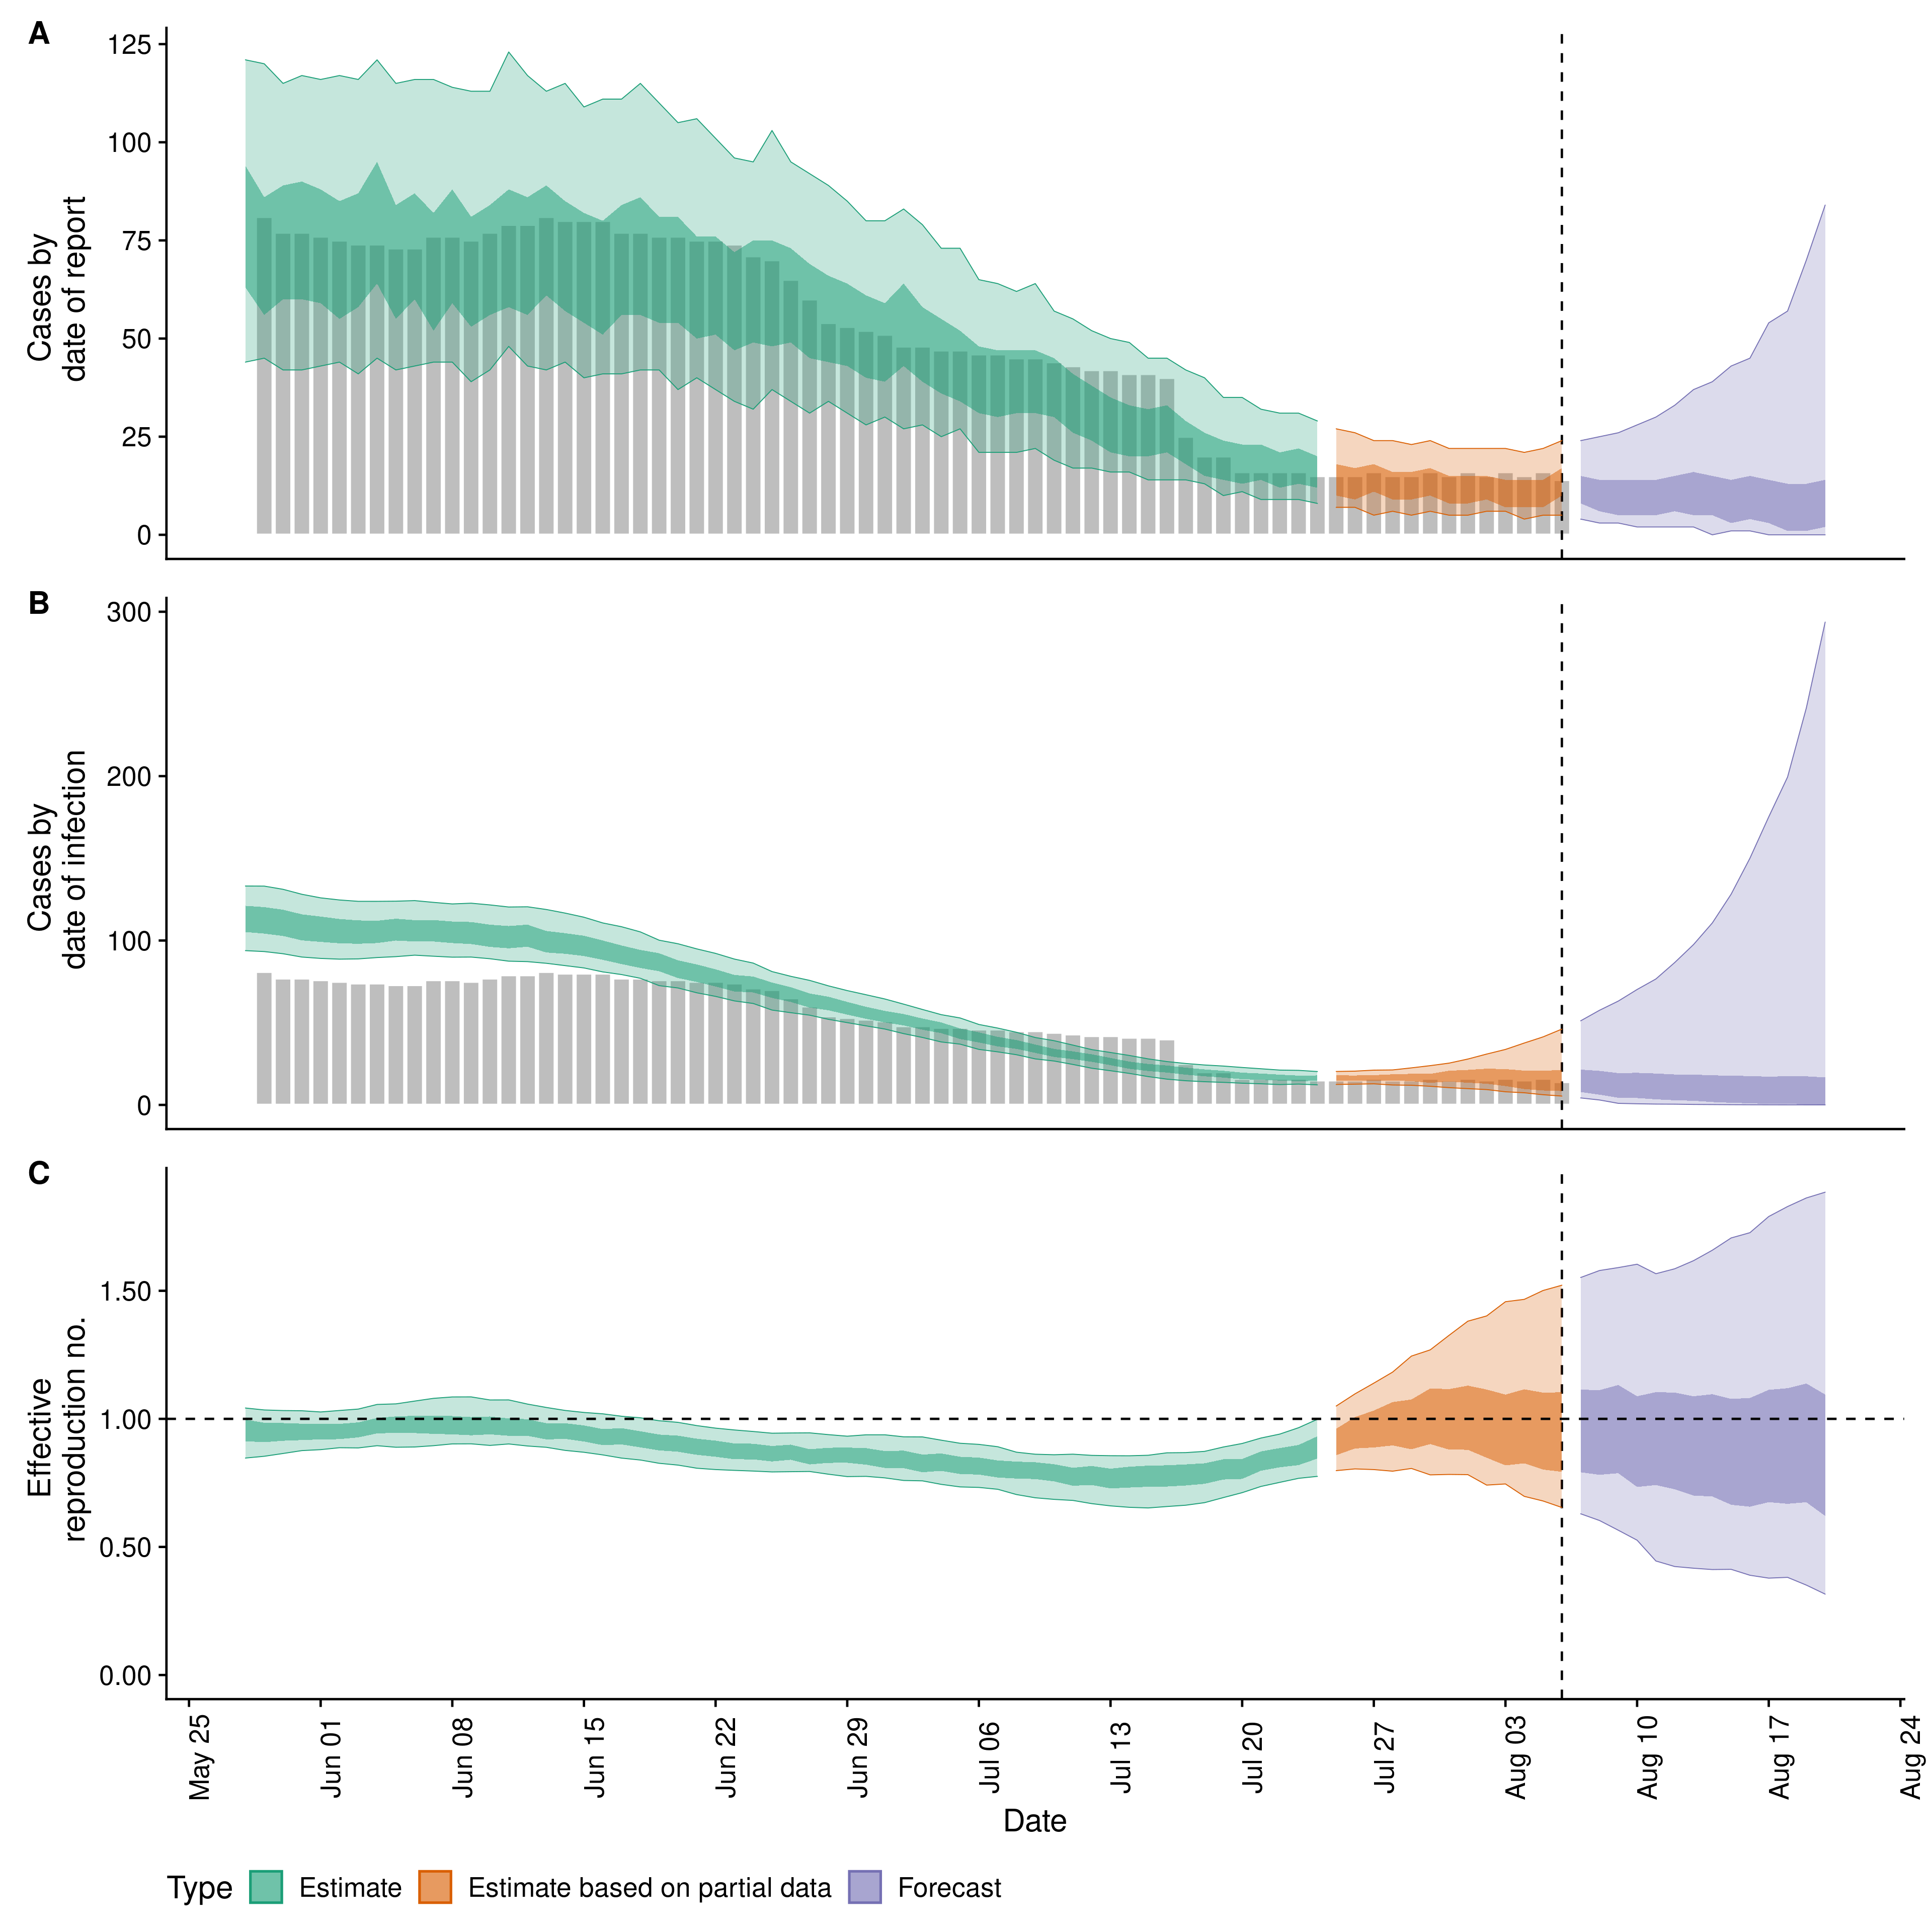 A
Cases by
date of report
125
100
75
50
25
0
B
Cases by
date of infection
300
200
100
0
C
Effective
reproduction no.
1.50
1.00
0.50
0.00
May 25
Jun 01
Jun 08
Jun 15
Jun 22
Jun 29
Jul 06
Jul 13
Jul 20
Jul 27
Aug 03
Aug 10
Aug 17
Aug 24
Date
Type Estimate Estimate based on partial data Forecast